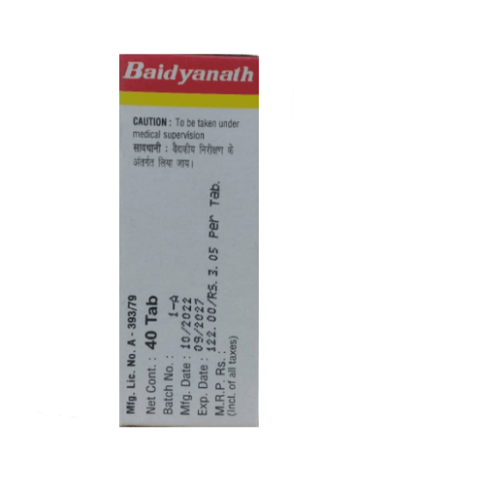 Baidyanath
CAUTION : To be taken under
medical supervision
सावधानी : वैद्यकीय निरीक्षण के
अंतर्गत लिया जाय।
Mfg. Lic. No. A - 393/79
Net Cont. : 40 Tab
Batch No. : 1-A
Mfg. Date : 10/2022
Exp. Date : 09/2027
M.R.P. Rs. : 122.00/RS. 3.05 Per Tab.
(Incl. of all taxes)